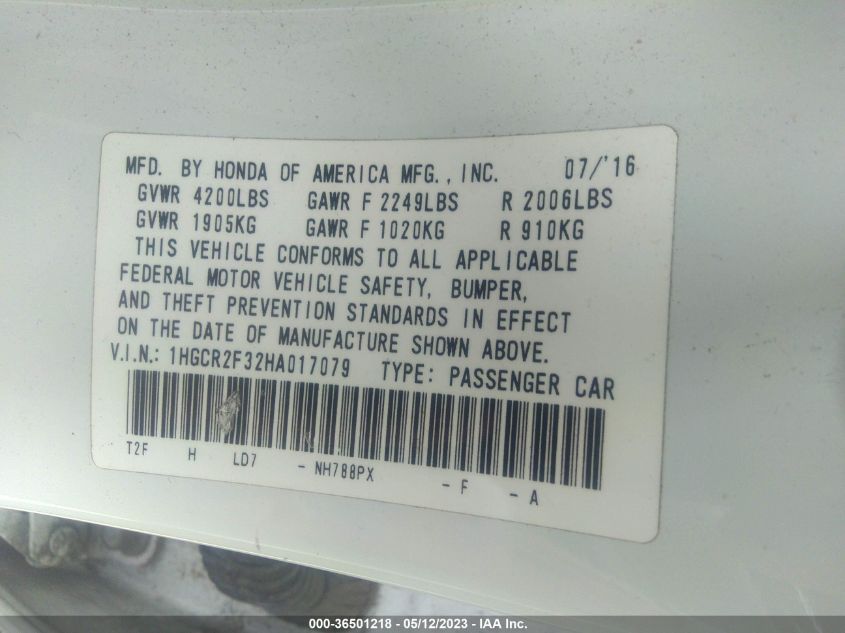 MFD. BY HONDA OF AMERICA MFG., INC. 07/'16
GVWR 4200LBS GAWR F 2249LBS R 2006LBS
GVWR 1905KG GAWR F 1020KG R 910KG
THIS VEHICLE CONFORMS TO ALL APPLICABLE
FEDERAL MOTOR VEHICLE SAFETY, BUMPER,
AND THEFT PREVENTION STANDARDS IN EFFECT
ON THE DATE OF MANUFACTURE SHOWN ABOVE.
V.I.N.: 1HGCR2F32HA017079 TYPE: PASSENGER CAR
T2F H LD7 - NH788PX - F - A
000-36501218 - 05/12/2023 - IAA Inc.